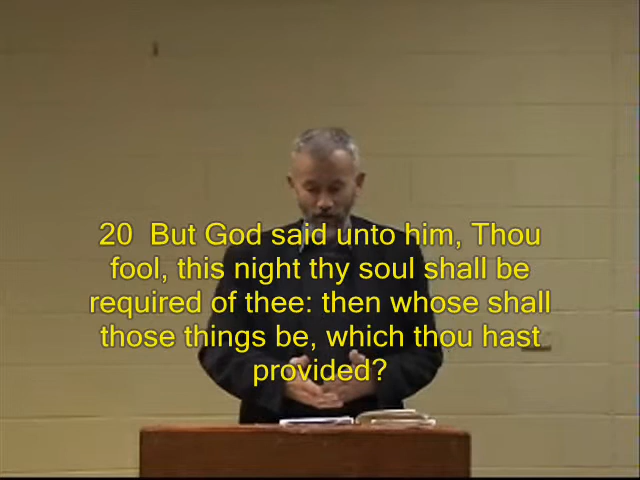 20  But God said unto him, Thou
fool, this night thy soul shall be
required of thee: then whose shall
those things be, which thou hast
provided?